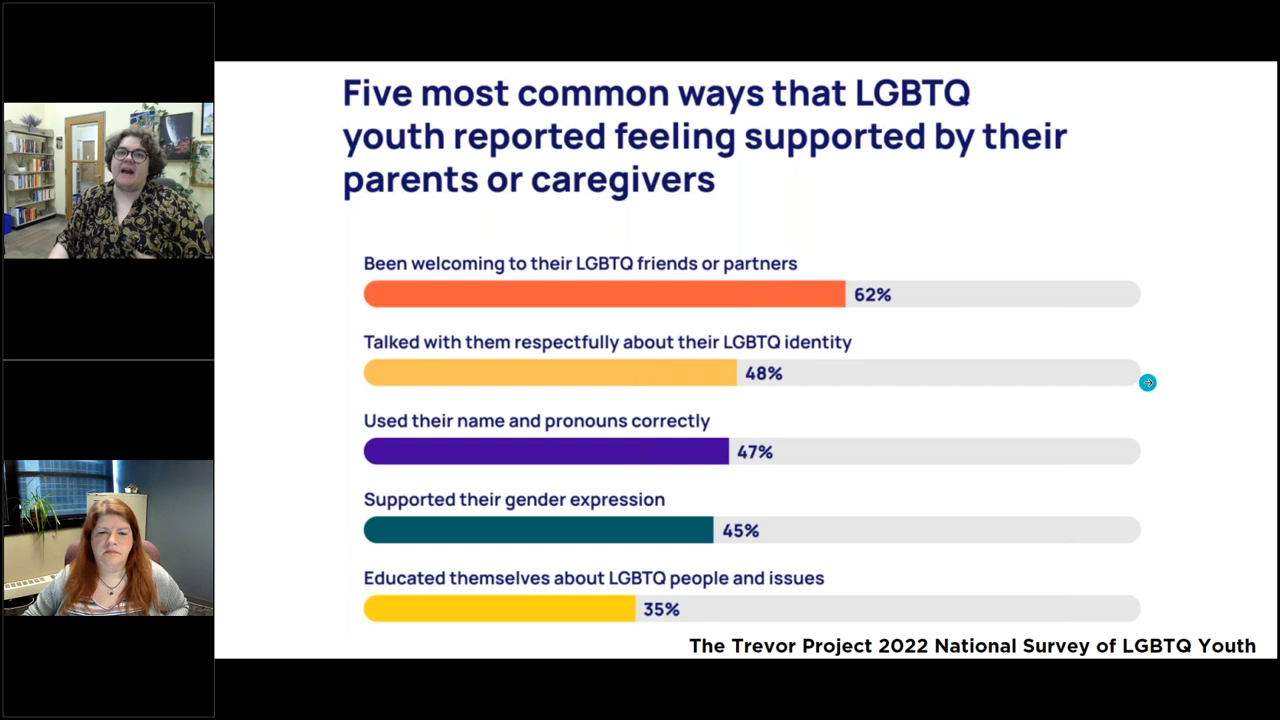 Five most common ways that LGBTQ
youth reported feeling supported by their
parents or caregivers
Been welcoming to their LGBTQ friends or partners
62%
Talked with them respectfully about their LGBTQ identity
48%
Used their name and pronouns correctly
47%
Supported their gender expression
45%
Educated themselves about LGBTQ people and issues
35%
The Trevor Project 2022 National Survey of LGBTQ Youth